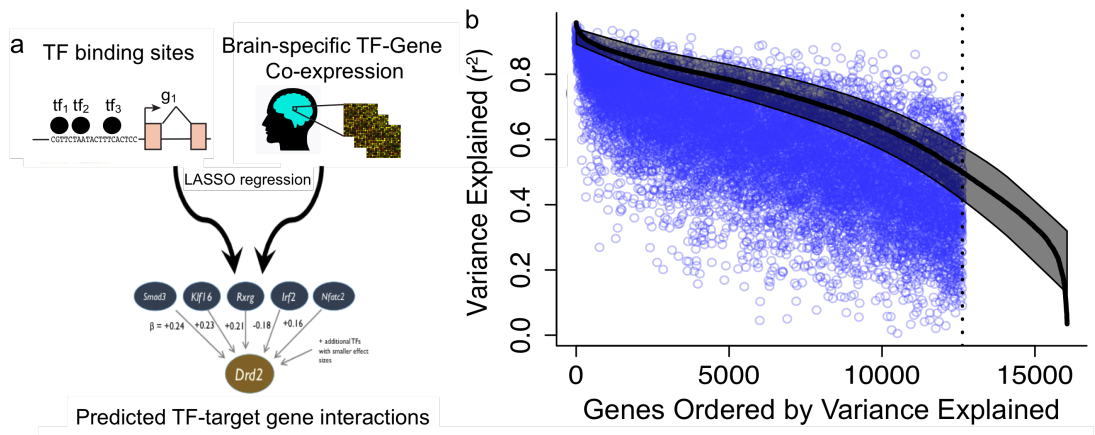 a
TF binding sites
tf1 tf2 tf3
g1
CGTTCTAATACTTTCACTCC
Brain-specific TF-Gene
Co-expression
LASSO regression
Smad3 Klf16 Rxrg Irf2 Nfatc2
β = +0.24 +0.23 +0.21 -0.18 +0.16
+ additional TFs
with smaller effect
sizes
Drd2
Predicted TF-target gene interactions
b
Variance Explained (r²)
0.8
0.6
0.4
0.2
0.0
0 5000 10000 15000
Genes Ordered by Variance Explained